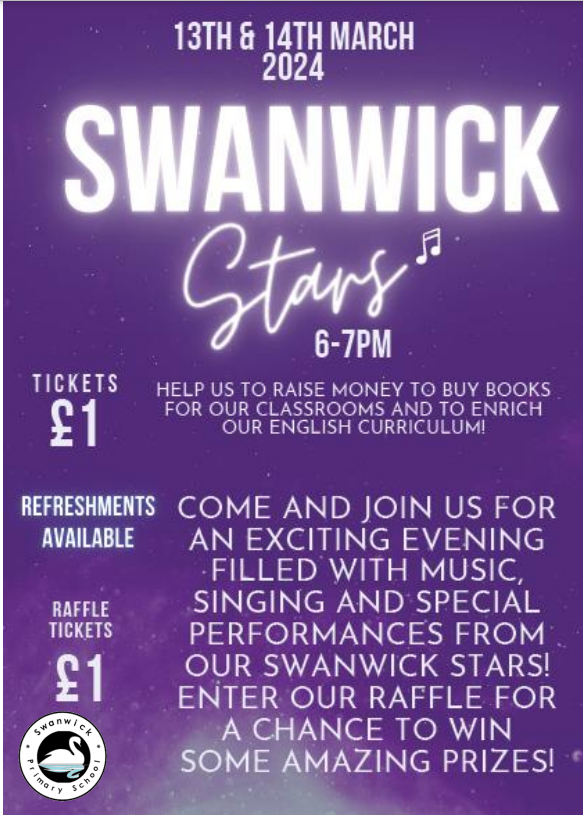 13TH & 14TH MARCH
2024
SWANWICK
Stars
6-7PM
TICKETS
£1
HELP US TO RAISE MONEY TO BUY BOOKS
FOR OUR CLASSROOMS AND TO ENRICH
OUR ENGLISH CURRICULUM!
REFRESHMENTS
AVAILABLE
RAFFLE
TICKETS
£1
COME AND JOIN US FOR
AN EXCITING EVENING
FILLED WITH MUSIC,
SINGING AND SPECIAL
PERFORMANCES FROM
OUR SWANWICK STARS!
ENTER OUR RAFFLE FOR
A CHANCE TO WIN
SOME AMAZING PRIZES!
Swanwick
Primary School